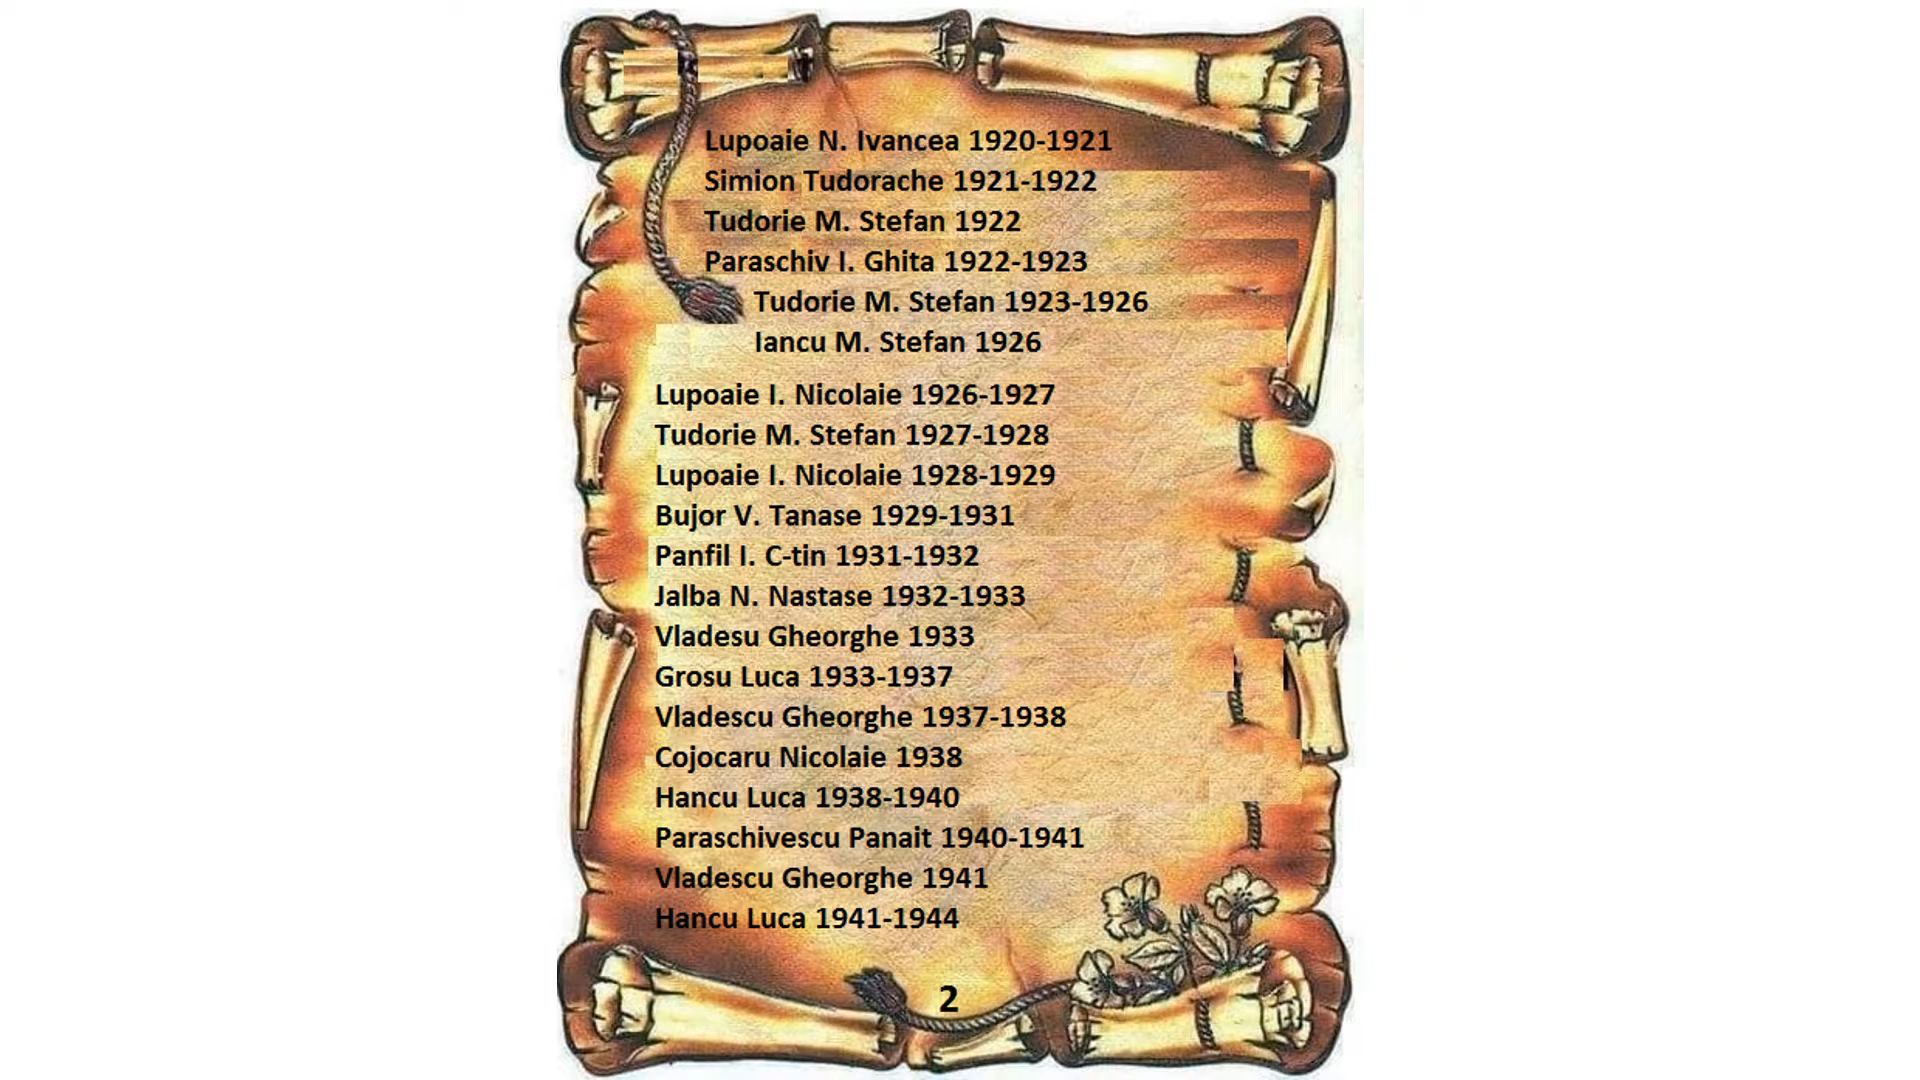 Lupoaie N. Ivancea 1920-1921
Simion Tudorache 1921-1922
Tudorie M. Stefan 1922
Paraschiv I. Ghita 1922-1923
Tudorie M. Stefan 1923-1926
Iancu M. Stefan 1926
Lupoaie I. Nicolaie 1926-1927
Tudorie M. Stefan 1927-1928
Lupoaie I. Nicolaie 1928-1929
Bujor V. Tanase 1929-1931
Panfil I. C-tin 1931-1932
Jalba N. Nastase 1932-1933
Vladesu Gheorghe 1933
Grosu Luca 1933-1937
Vladescu Gheorghe 1937-1938
Cojocaru Nicolaie 1938
Hancu Luca 1938-1940
Paraschivescu Panait 1940-1941
Vladescu Gheorghe 1941
Hancu Luca 1941-1944
2